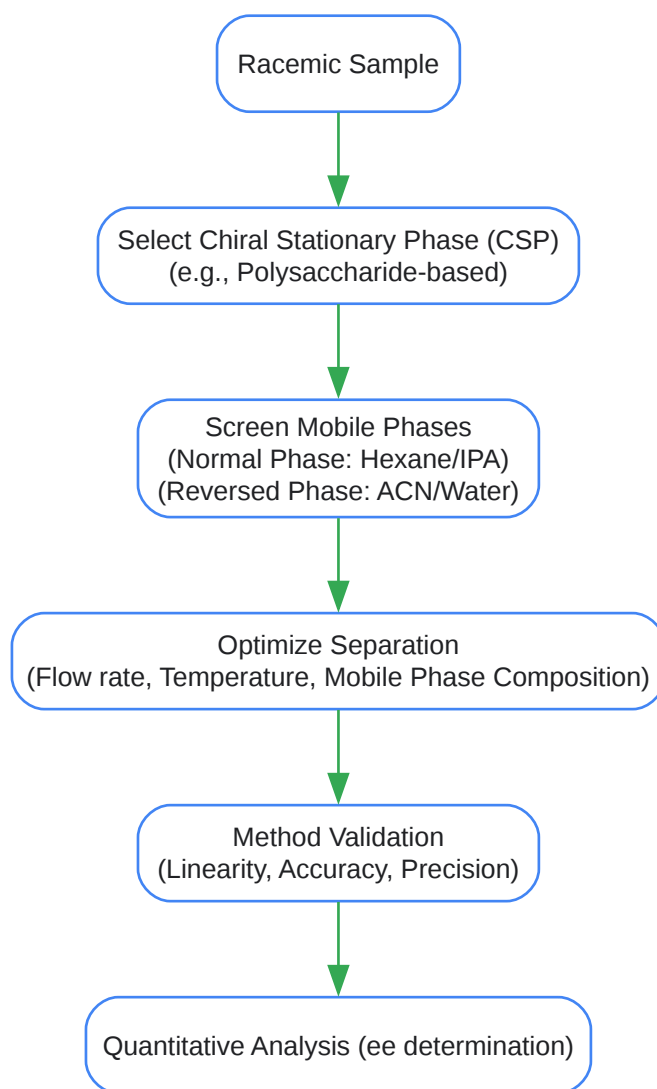 Racemic Sample
Select Chiral Stationary Phase (CSP)
(e.g., Polysaccharide-based)
Screen Mobile Phases
(Normal Phase: Hexane/IPA)
(Reversed Phase: ACN/Water)
Optimize Separation
(Flow rate, Temperature, Mobile Phase Composition)
Method Validation
(Linearity, Accuracy, Precision)
Quantitative Analysis (ee determination)